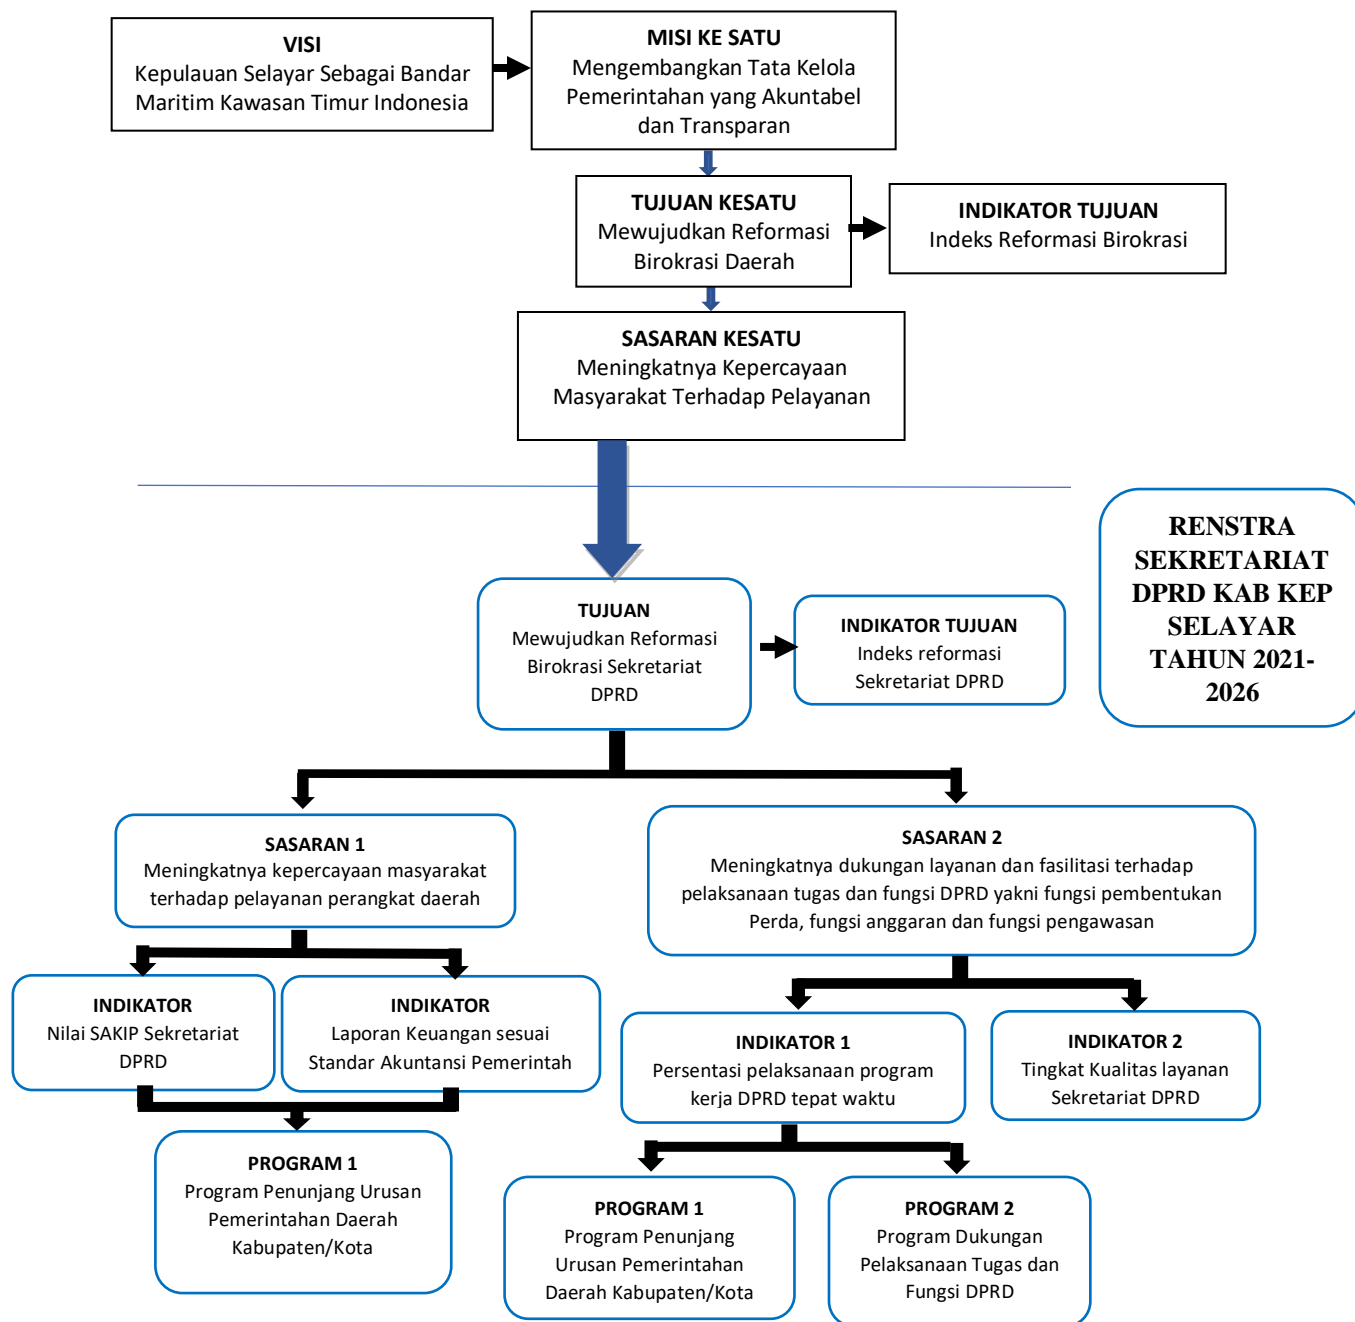 VISI
Kepulauan Selayar Sebagai Bandar
Maritim Kawasan Timur Indonesia
MISI KE SATU
Mengembangkan Tata Kelola
Pemerintahan yang Akuntabel
dan Transparan
TUJUAN KESATU
Mewujudkan Reformasi
Birokrasi Daerah
INDIKATOR TUJUAN
Indeks Reformasi Birokrasi
SASARAN KESATU
Meningkatnya Kepercayaan
Masyarakat Terhadap Pelayanan
RENSTRA
SEKRETARIAT
DPRD KAB KEP
SELAYAR
TAHUN 2021-
2026
TUJUAN
Mewujudkan Reformasi
Birokrasi Sekretariat
DPRD
INDIKATOR TUJUAN
Indeks reformasi
Sekretariat DPRD
SASARAN 1
Meningkatnya kepercayaan masyarakat
terhadap pelayanan perangkat daerah
SASARAN 2
Meningkatnya dukungan layanan dan fasilitasi terhadap
pelaksanaan tugas dan fungsi DPRD yakni fungsi pembentukan
Perda, fungsi anggaran dan fungsi pengawasan
INDIKATOR
Nilai SAKIP Sekretariat
DPRD
INDIKATOR
Laporan Keuangan sesuai
Standar Akuntansi Pemerintah
INDIKATOR 1
Persentasi pelaksanaan program
kerja DPRD tepat waktu
INDIKATOR 2
Tingkat Kualitas layanan
Sekretariat DPRD
PROGRAM 1
Program Penunjang Urusan
Pemerintahan Daerah
Kabupaten/Kota
PROGRAM 1
Program Penunjang
Urusan Pemerintahan
Daerah Kabupaten/Kota
PROGRAM 2
Program Dukungan
Pelaksanaan Tugas dan
Fungsi DPRD